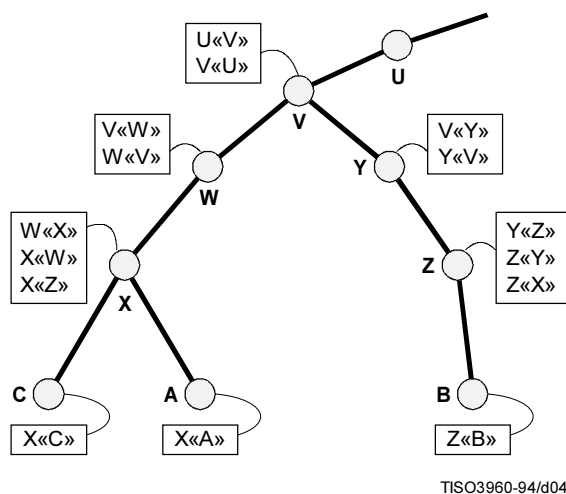 U«V»
V«U»
U
V
V«W»
W«V»
V«Y»
Y«V»
W
Y
W«X»
X«W»
X«Z»
Y«Z»
Z«Y»
Z«X»
X
Z
C
A
B
X«C»
X«A»
Z«B»
TISO3960-94/d04